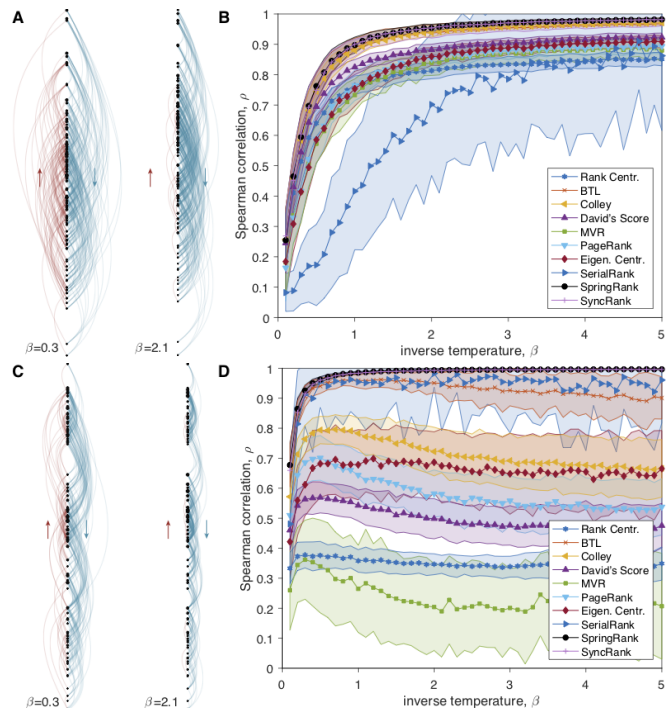 A
β=0.3
β=2.1
B
Spearman correlation, ρ
1
0.9
0.8
0.7
0.6
0.5
0.4
0.3
0.2
0.1
0
0 1 2 3 4 5
inverse temperature, β
Rank Centr.
BTL
Colley
David's Score
MVR
PageRank
Eigen. Centr.
SerialRank
SpringRank
SyncRank
C
β=0.3
β=2.1
D
Spearman correlation, ρ
1
0.9
0.8
0.7
0.6
0.5
0.4
0.3
0.2
0.1
0
0 1 2 3 4 5
inverse temperature, β
Rank Centr.
BTL
Colley
David's Score
MVR
PageRank
Eigen. Centr.
SerialRank
SpringRank
SyncRank